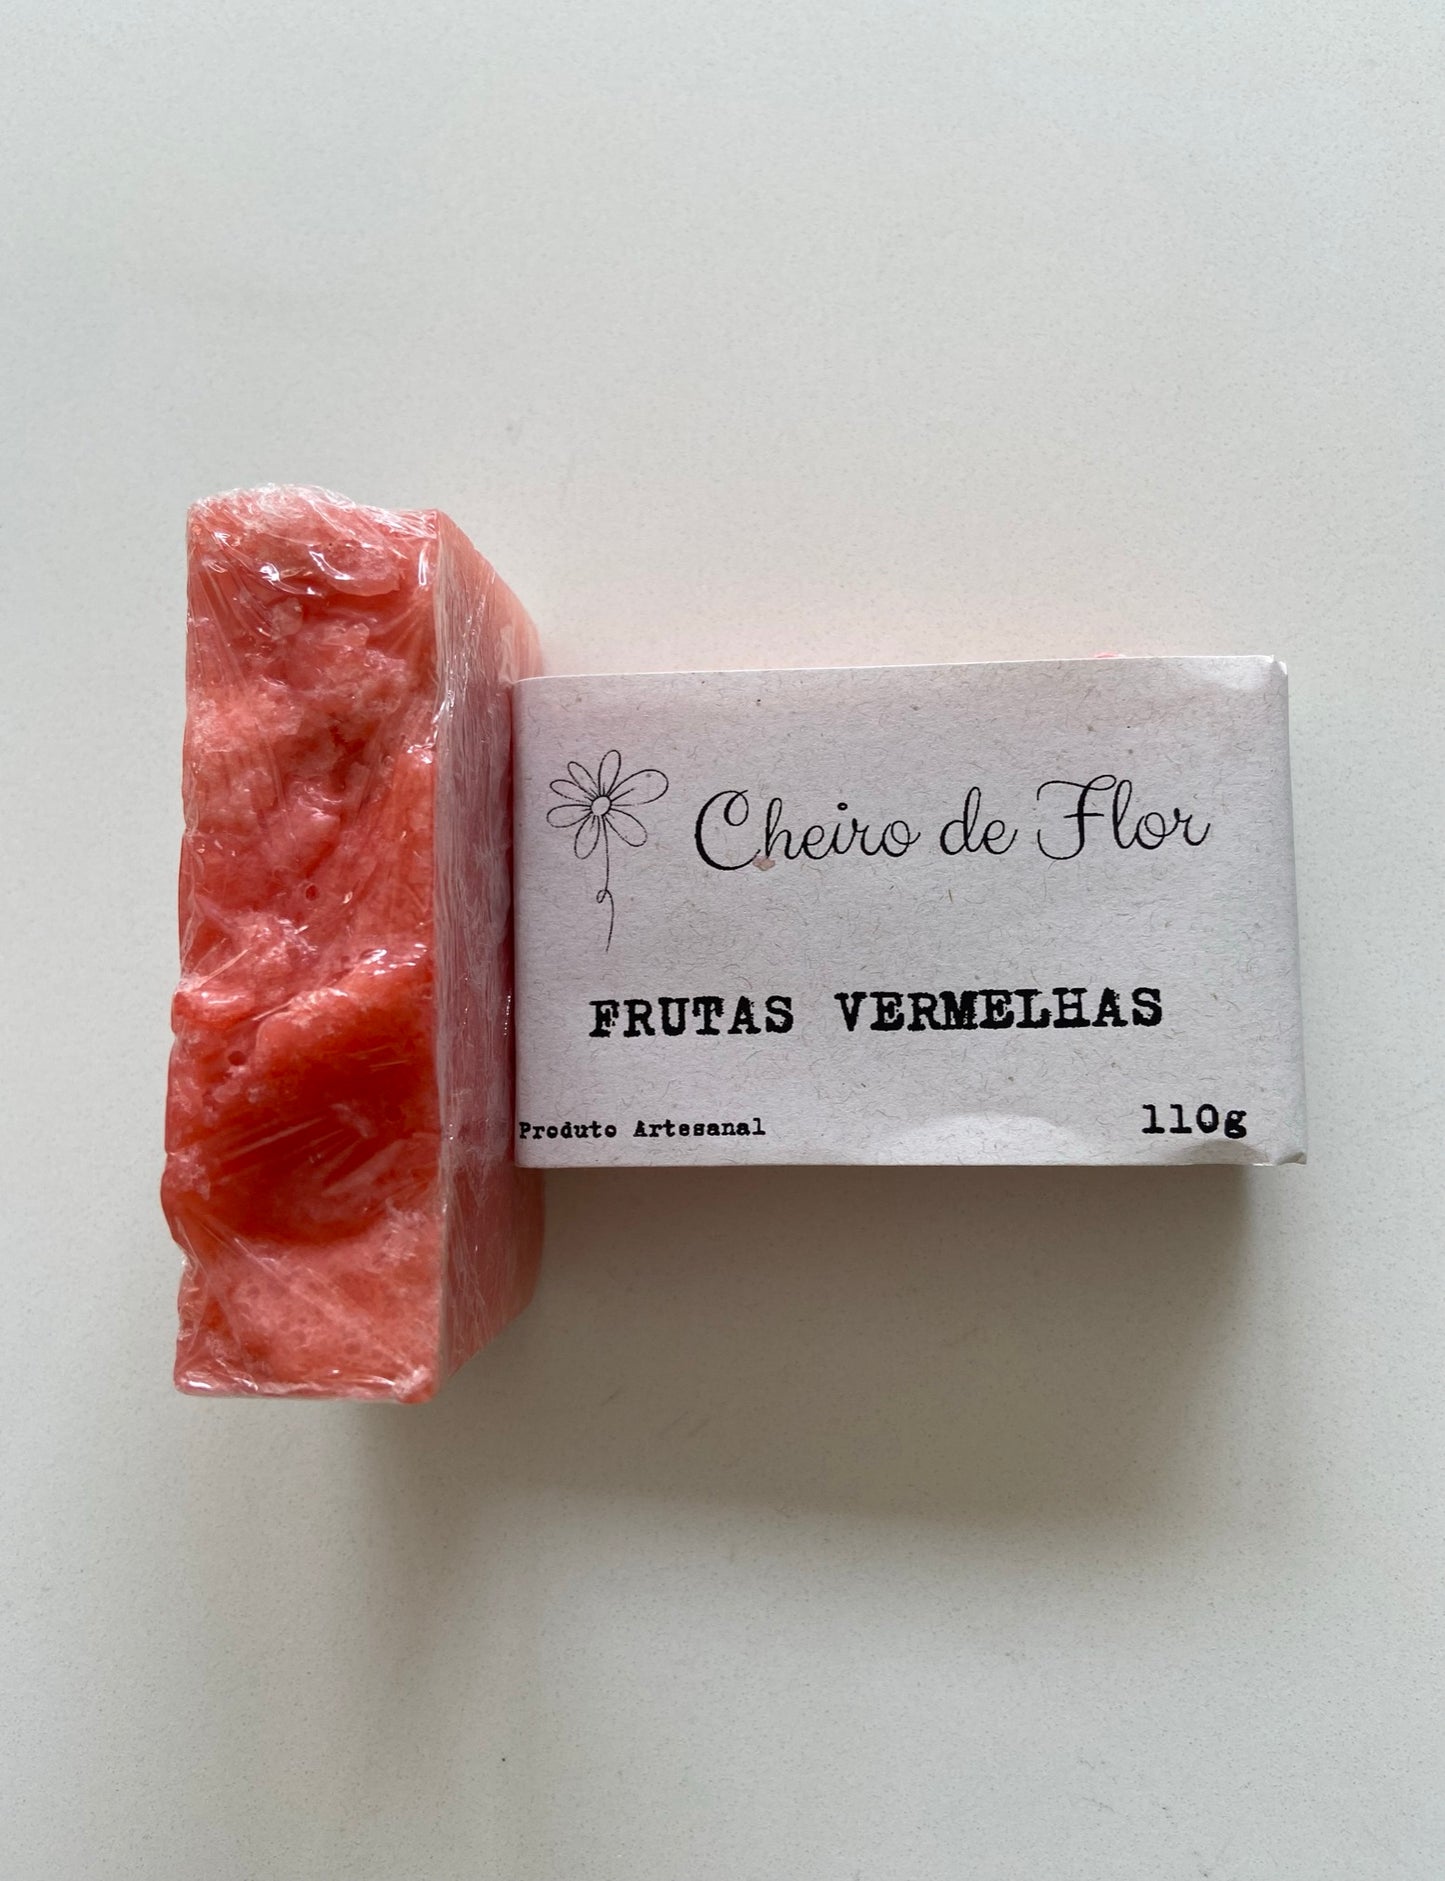 Cheiro de Flor
FRUTAS VERMELHAS
Produto Artesanal
110g